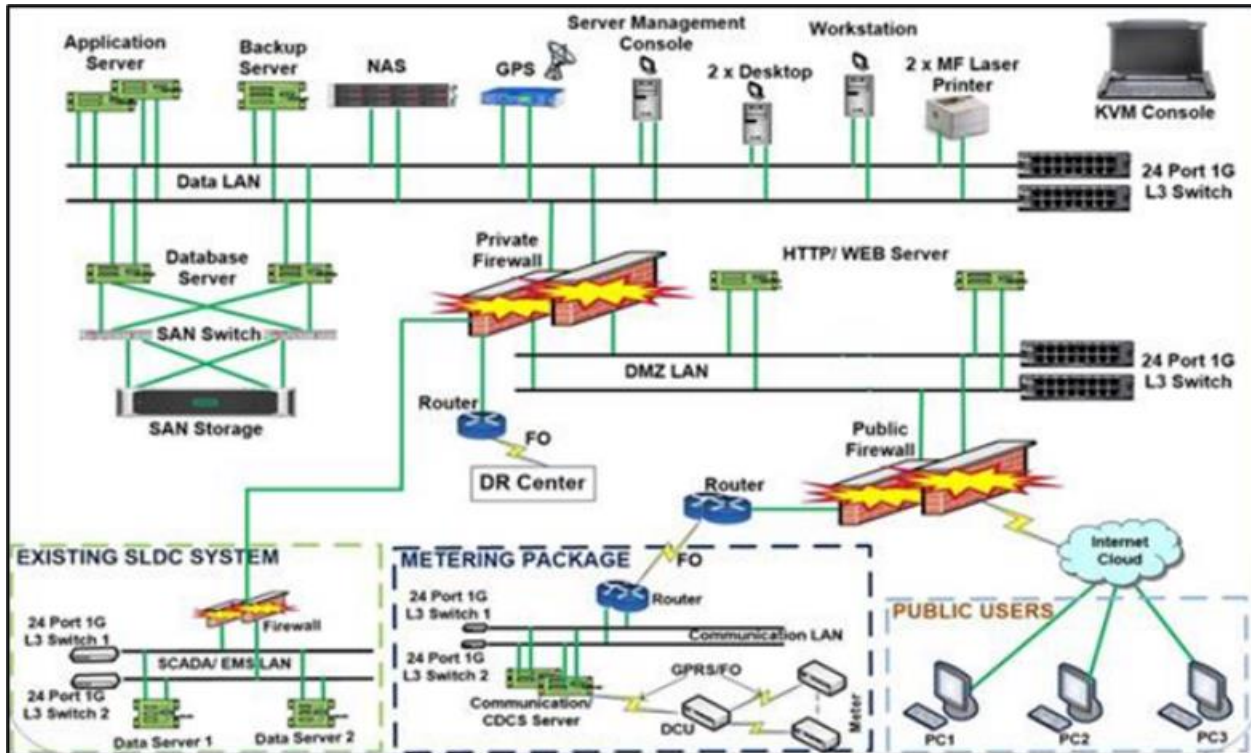 Application
Server
Backup
Server
NAS
GPS
Server Management
Console
2 x Desktop
Workstation
2 x MF Laser
Printer
KVM Console
Data LAN
24 Port 1G
L3 Switch
Database
Server
Private
Firewall
HTTP/ WEB Server
SAN Switch
DMZ LAN
24 Port 1G
L3 Switch
SAN Storage
Router
FO
DR Center
Public
Firewall
Router
Internet
Cloud
EXISTING SLDC SYSTEM
24 Port 1G
L3 Switch 1
Firewall
SCADA/ EMS LAN
24 Port 1G
L3 Switch 2
Data Server 1
Data Server 2
METERING PACKAGE
FO
Router
24 Port 1G
L3 Switch 1
Communication LAN
24 Port 1G
L3 Switch 2
GPRS/FO
Communication/
CDCS Server
DCU
Meter
PUBLIC USERS
PC1
PC2
PC3